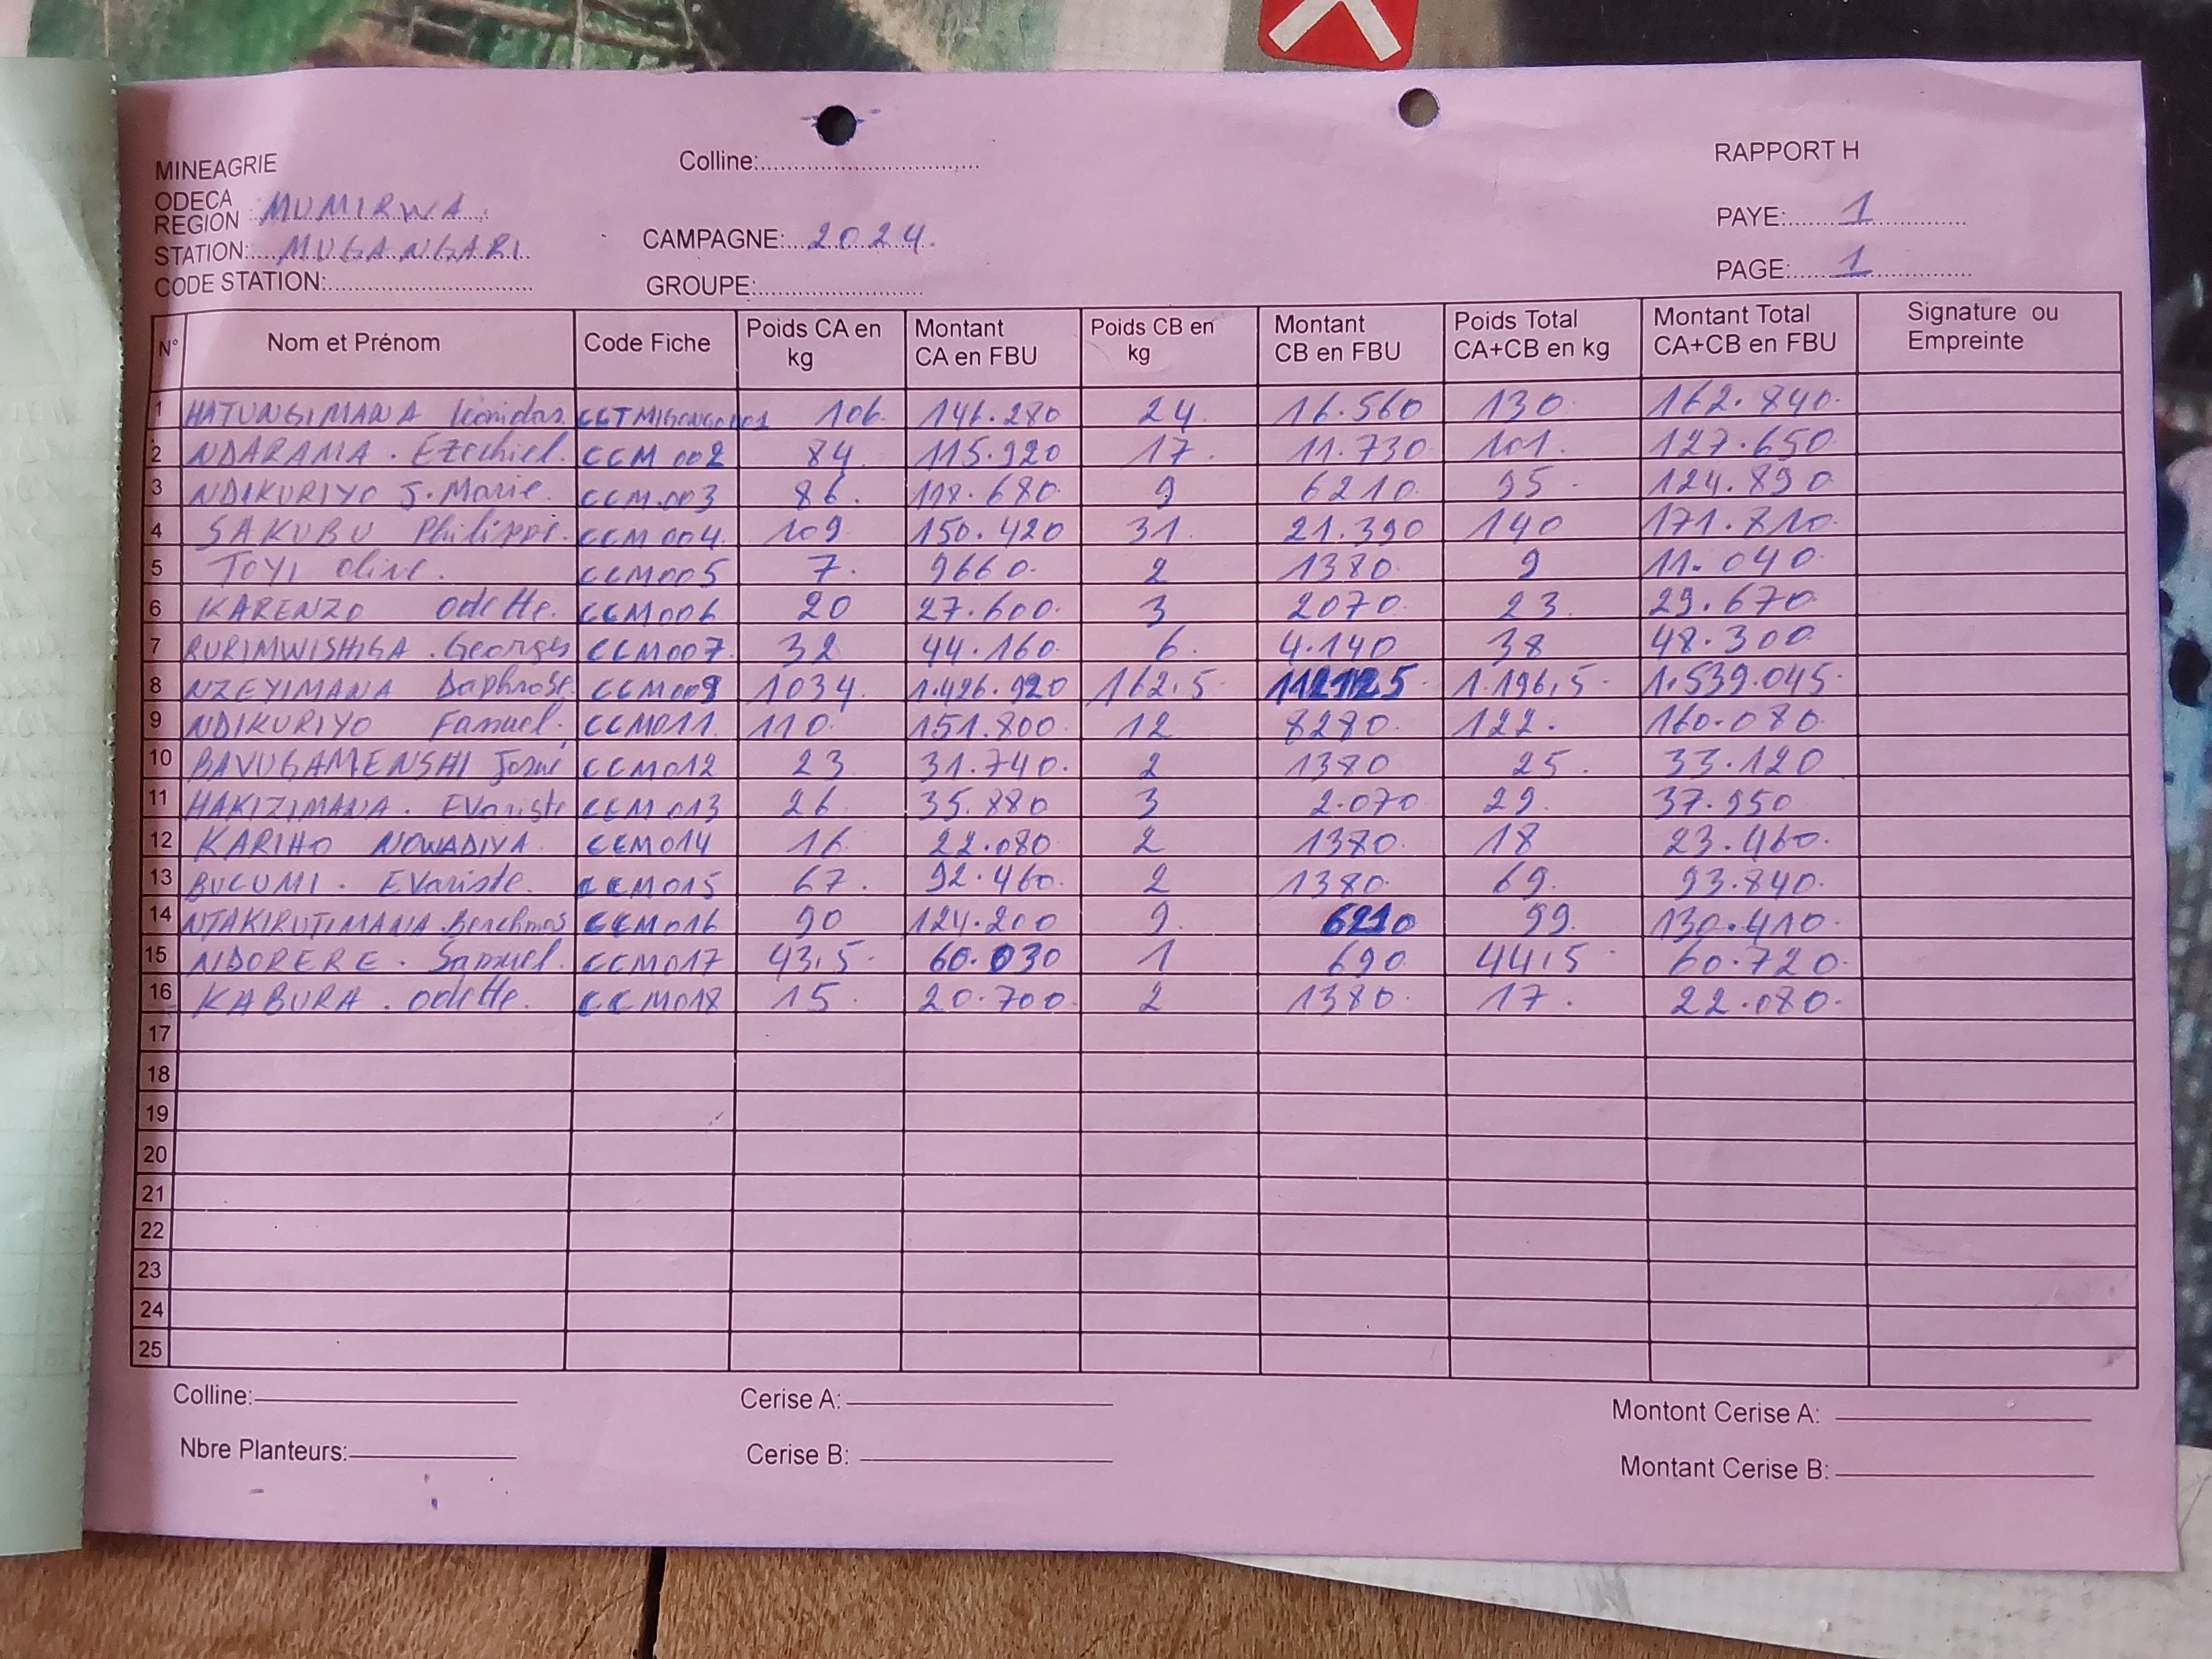 MINEAGRIE
ODECA
REGION : MUMIRWA
STATION: MUGANGARI
CODE STATION:
Colline:
CAMPAGNE: 2024
GROUPE:
RAPPORT H
PAYE: 1
PAGE: 1
N° Nom et Prénom Code Fiche Poids CA en kg Montant CA en FBU Poids CB en kg Montant CB en FBU Poids Total CA+CB en kg Montant Total CA+CB en FBU Signature ou Empreinte
1 HATUNGIMANA Léonidas 106 146.280 24 16.560 130 162.840
2 NDARAMA. Ezechiel. CCM 002 84 115.920 17 11.730 101 127.650
3 NDIKURIYO J.Marie. CCM.003 86 118.680 9 6210 95 124.890
4 SAKUBU Philippe. CCM 004 109 150.420 31 21.390 140 171.810
5 TOYI Olive. CCM005 7 9660 2 1380 9 11.040
6 KARENZO Odette. CCM006 20 27.600 3 2070 23 29.670
7 RURIMWISHIGA .Georges CCM007 32 44.160 6 4.140 38 48.300
8 NZEYIMANA Daphrose CCM009 1034 1.426.920 162,5 112125 1.196,5 1.539.045
9 NDIKURIYO Fanuel. CCM011 110 151.800 12 8280 122 160.080
10 BAVUGAMENSHI Josué CCM012 23 31.740 2 1380 25 33.120
11 HAKIZIMANA. Evariste CCM013 26 35.880 3 2.070 29 37.950
12 KARIHO NOWADIYA CCM014 16 22.080 2 1380 18 23.460
13 BUCUMI. Evariste. CCM015 67 92.460 2 1380 69 93.840
14 NTAKIRUTIMANA.Berchmas CCM016 90 124.200 9 6210 99 130.410
15 NDORERE. Samuel. CCM017 43,5 60.030 1 690 44,5 60.720
16 KABURA. Odette. CCM018 15 20.700 2 1380 17 22.080
17
18
19
20
21
22
23
24
25
Colline:
Nbre Planteurs:
Cerise A:
Cerise B:
Montont Cerise A:
Montant Cerise B: